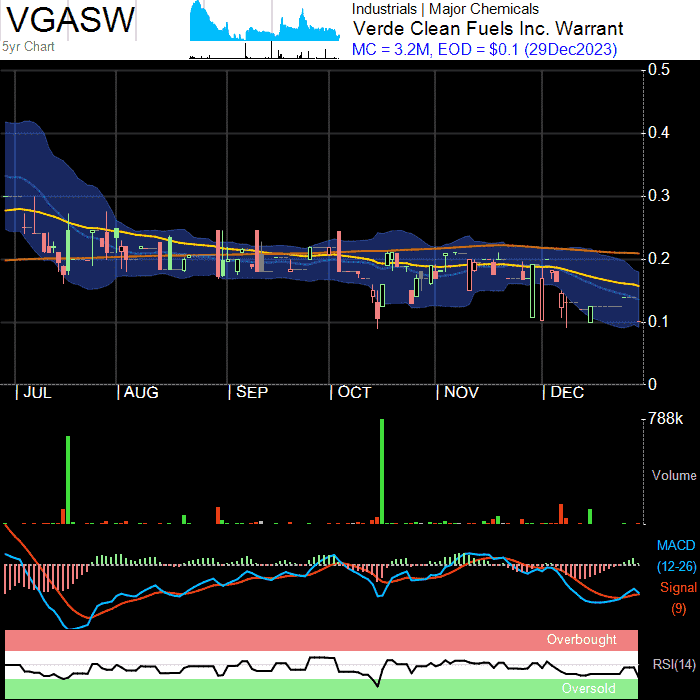 VGASW
5yr Chart
Industrials | Major Chemicals
Verde Clean Fuels Inc. Warrant
MC = 3.2M, EOD = $0.1 (29Dec2023)
0.5
0.4
0.3
0.2
0.1
0
| JUL | AUG | SEP | OCT | NOV | DEC
788k
Volume
MACD
(12-26)
Signal
(9)
Overbought
RSI(14)
Oversold